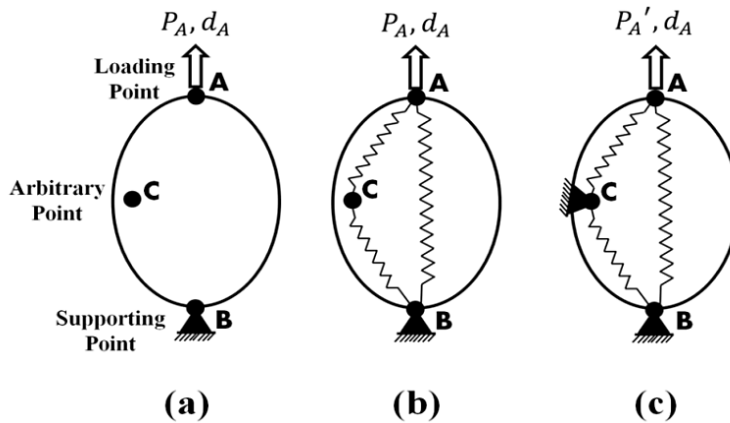 P_A, d_A
Loading
Point
A
Arbitrary
Point
C
Supporting
Point
B
(a)
P_A, d_A
A
C
B
(b)
P_A', d_A
A
C
B
(c)